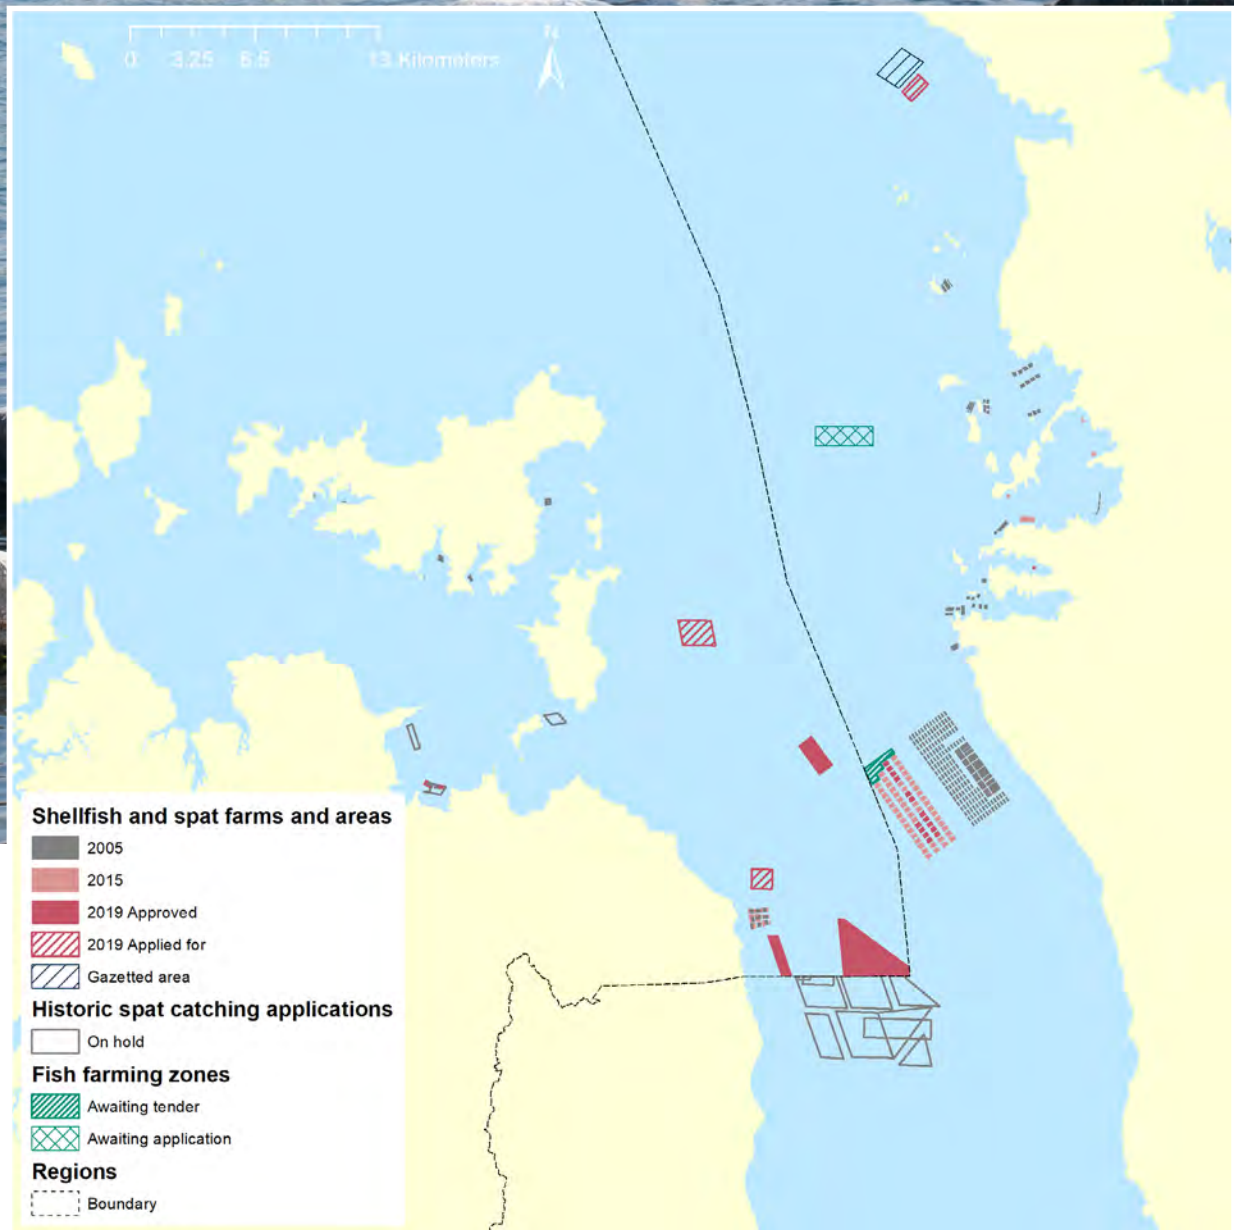 N
0 3.25 6.5 13 Kilometers
Shellfish and spat farms and areas
2005
2015
2019 Approved
2019 Applied for
Gazetted area
Historic spat catching applications
On hold
Fish farming zones
Awaiting tender
Awaiting application
Regions
Boundary